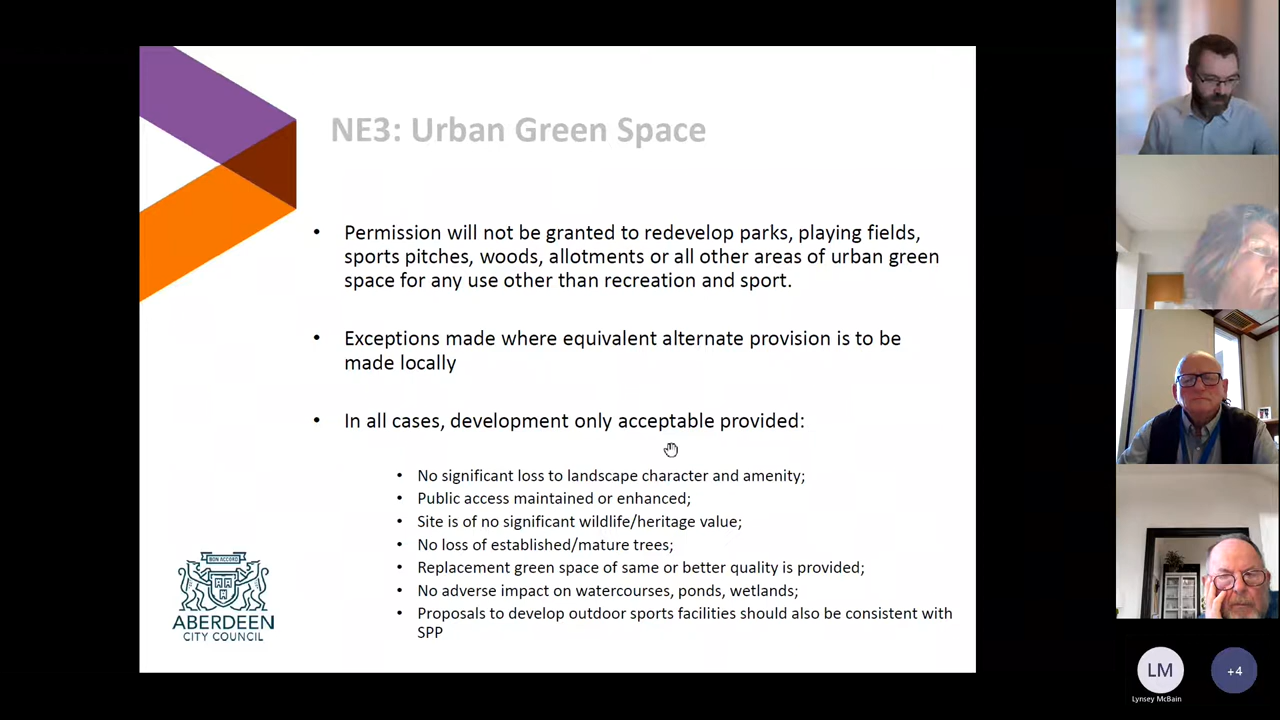 NE3: Urban Green Space
• Permission will not be granted to redevelop parks, playing fields,
sports pitches, woods, allotments or all other areas of urban green
space for any use other than recreation and sport.
• Exceptions made where equivalent alternate provision is to be
made locally
• In all cases, development only acceptable provided:
• No significant loss to landscape character and amenity;
• Public access maintained or enhanced;
• Site is of no significant wildlife/heritage value;
• No loss of established/mature trees;
• Replacement green space of same or better quality is provided;
• No adverse impact on watercourses, ponds, wetlands;
• Proposals to develop outdoor sports facilities should also be consistent with
SPP
BON ACCORD
ABERDEEN
CITY COUNCIL
LM
+4
Lynsey McBain